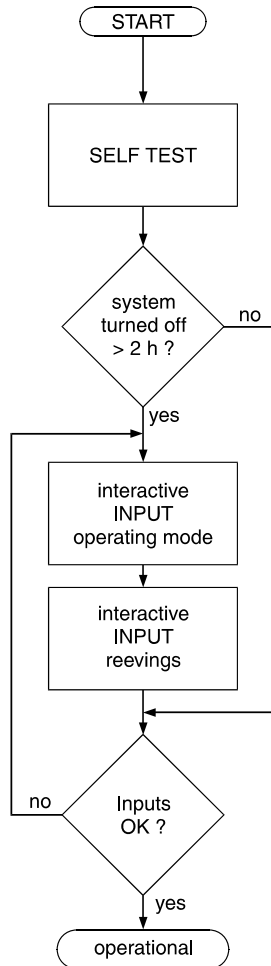 START
SELF TEST
system
turned off
> 2 h ?
no
yes
interactive
INPUT
operating mode
interactive
INPUT
reevings
no
Inputs
OK ?
yes
operational